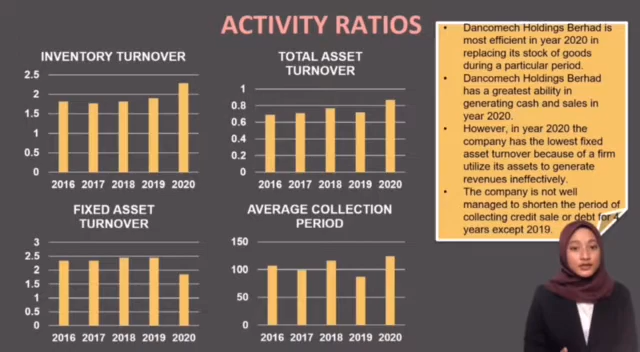 ACTIVITY RATIOS
INVENTORY TURNOVER
2.5
2
1.5
1
0.5
0
2016 2017 2018 2019 2020
TOTAL ASSET
TURNOVER
1
0.8
0.6
0.4
0.2
0
2016 2017 2018 2019 2020
FIXED ASSET
TURNOVER
3
2.5
2
1.5
1
0.5
0
2016 2017 2018 2019 2020
AVERAGE COLLECTION
PERIOD
150
100
50
0
2016 2017 2018 2019 2020
• Dancomech Holdings Berhad is
most efficient in year 2020 in
replacing its stock of goods
during a particular period.
• Dancomech Holdings Berhad
has a greatest ability in
generating cash and sales in
year 2020.
• However, in year 2020 the
company has the lowest fixed
asset turnover because of a firm
utilize its assets to generate
revenues ineffectively.
• The company is not well
managed to shorten the period of
collecting credit sale or debt for 4
years except 2019.